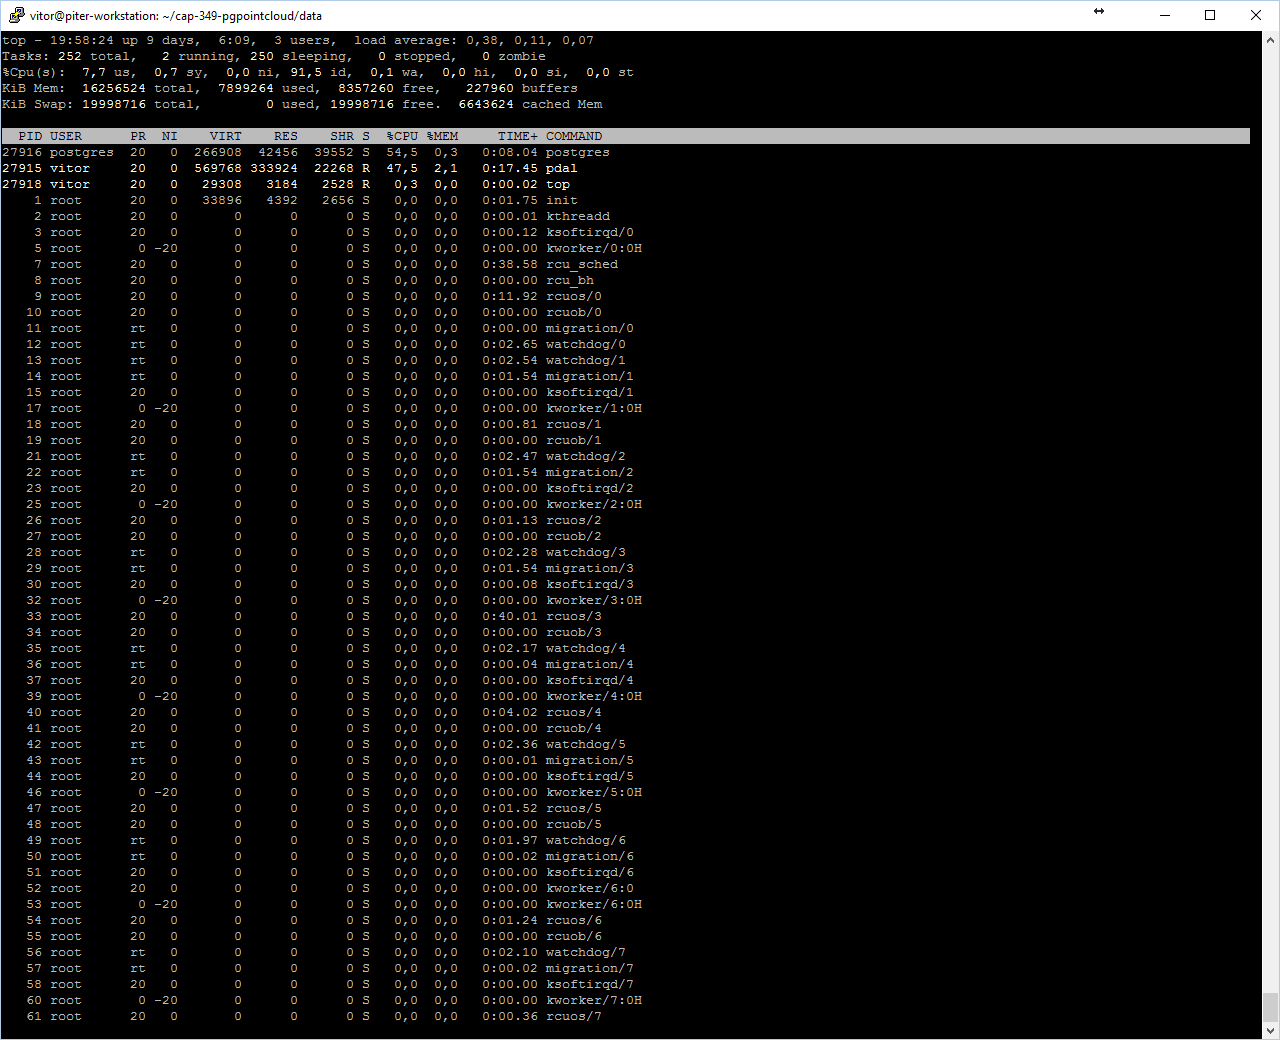 vitor@piter-workstation: ~/cap-349-pgpointcloud/data
top - 19:58:24 up 9 days,  6:09,  3 users,  load average: 0,38, 0,11, 0,07
Tasks: 252 total,   2 running, 250 sleeping,   0 stopped,   0 zombie
%Cpu(s):  7,7 us,  0,7 sy,  0,0 ni, 91,5 id,  0,1 wa,  0,0 hi,  0,0 si,  0,0 st
KiB Mem:  16256524 total,  7899264 used,  8357260 free,   227960 buffers
KiB Swap: 19998716 total,        0 used, 19998716 free.  6643624 cached Mem
PID USER PR NI VIRT RES SHR S %CPU %MEM TIME+ COMMAND
27916 postgres 20 0 266908 42456 39552 S 54,5 0,3 0:08.04 postgres
27915 vitor 20 0 569768 333924 22268 R 47,5 2,1 0:17.45 pdal
27918 vitor 20 0 29308 3184 2528 R 0,3 0,0 0:00.02 top
1 root 20 0 33896 4392 2656 S 0,0 0,0 0:01.75 init
2 root 20 0 0 0 0 S 0,0 0,0 0:00.01 kthreadd
3 root 20 0 0 0 0 S 0,0 0,0 0:00.12 ksoftirqd/0
5 root 0 -20 0 0 0 S 0,0 0,0 0:00.00 kworker/0:0H
7 root 20 0 0 0 0 S 0,0 0,0 0:38.58 rcu_sched
8 root 20 0 0 0 0 S 0,0 0,0 0:00.00 rcu_bh
9 root 20 0 0 0 0 S 0,0 0,0 0:11.92 rcuos/0
10 root 20 0 0 0 0 S 0,0 0,0 0:00.00 rcuob/0
11 root rt 0 0 0 0 S 0,0 0,0 0:00.00 migration/0
12 root rt 0 0 0 0 S 0,0 0,0 0:02.65 watchdog/0
13 root rt 0 0 0 0 S 0,0 0,0 0:02.54 watchdog/1
14 root rt 0 0 0 0 S 0,0 0,0 0:01.54 migration/1
15 root 20 0 0 0 0 S 0,0 0,0 0:00.00 ksoftirqd/1
17 root 0 -20 0 0 0 S 0,0 0,0 0:00.00 kworker/1:0H
18 root 20 0 0 0 0 S 0,0 0,0 0:00.81 rcuos/1
19 root 20 0 0 0 0 S 0,0 0,0 0:00.00 rcuob/1
21 root rt 0 0 0 0 S 0,0 0,0 0:02.47 watchdog/2
22 root rt 0 0 0 0 S 0,0 0,0 0:01.54 migration/2
23 root 20 0 0 0 0 S 0,0 0,0 0:00.00 ksoftirqd/2
25 root 0 -20 0 0 0 S 0,0 0,0 0:00.00 kworker/2:0H
26 root 20 0 0 0 0 S 0,0 0,0 0:01.13 rcuos/2
27 root 20 0 0 0 0 S 0,0 0,0 0:00.00 rcuob/2
28 root rt 0 0 0 0 S 0,0 0,0 0:02.28 watchdog/3
29 root rt 0 0 0 0 S 0,0 0,0 0:01.54 migration/3
30 root 20 0 0 0 0 S 0,0 0,0 0:00.08 ksoftirqd/3
32 root 0 -20 0 0 0 S 0,0 0,0 0:00.00 kworker/3:0H
33 root 20 0 0 0 0 S 0,0 0,0 0:40.01 rcuos/3
34 root 20 0 0 0 0 S 0,0 0,0 0:00.00 rcuob/3
35 root rt 0 0 0 0 S 0,0 0,0 0:02.17 watchdog/4
36 root rt 0 0 0 0 S 0,0 0,0 0:00.04 migration/4
37 root 20 0 0 0 0 S 0,0 0,0 0:00.00 ksoftirqd/4
39 root 0 -20 0 0 0 S 0,0 0,0 0:00.00 kworker/4:0H
40 root 20 0 0 0 0 S 0,0 0,0 0:04.02 rcuos/4
41 root 20 0 0 0 0 S 0,0 0,0 0:00.00 rcuob/4
42 root rt 0 0 0 0 S 0,0 0,0 0:02.36 watchdog/5
43 root rt 0 0 0 0 S 0,0 0,0 0:00.01 migration/5
44 root 20 0 0 0 0 S 0,0 0,0 0:00.00 ksoftirqd/5
46 root 0 -20 0 0 0 S 0,0 0,0 0:00.00 kworker/5:0H
47 root 20 0 0 0 0 S 0,0 0,0 0:01.52 rcuos/5
48 root 20 0 0 0 0 S 0,0 0,0 0:00.00 rcuob/5
49 root rt 0 0 0 0 S 0,0 0,0 0:01.97 watchdog/6
50 root rt 0 0 0 0 S 0,0 0,0 0:00.02 migration/6
51 root 20 0 0 0 0 S 0,0 0,0 0:00.00 ksoftirqd/6
52 root 20 0 0 0 0 S 0,0 0,0 0:00.00 kworker/6:0
53 root 0 -20 0 0 0 S 0,0 0,0 0:00.00 kworker/6:0H
54 root 20 0 0 0 0 S 0,0 0,0 0:01.24 rcuos/6
55 root 20 0 0 0 0 S 0,0 0,0 0:00.00 rcuob/6
56 root rt 0 0 0 0 S 0,0 0,0 0:02.10 watchdog/7
57 root rt 0 0 0 0 S 0,0 0,0 0:00.02 migration/7
58 root 20 0 0 0 0 S 0,0 0,0 0:00.00 ksoftirqd/7
60 root 0 -20 0 0 0 S 0,0 0,0 0:00.00 kworker/7:0H
61 root 20 0 0 0 0 S 0,0 0,0 0:00.36 rcuos/7